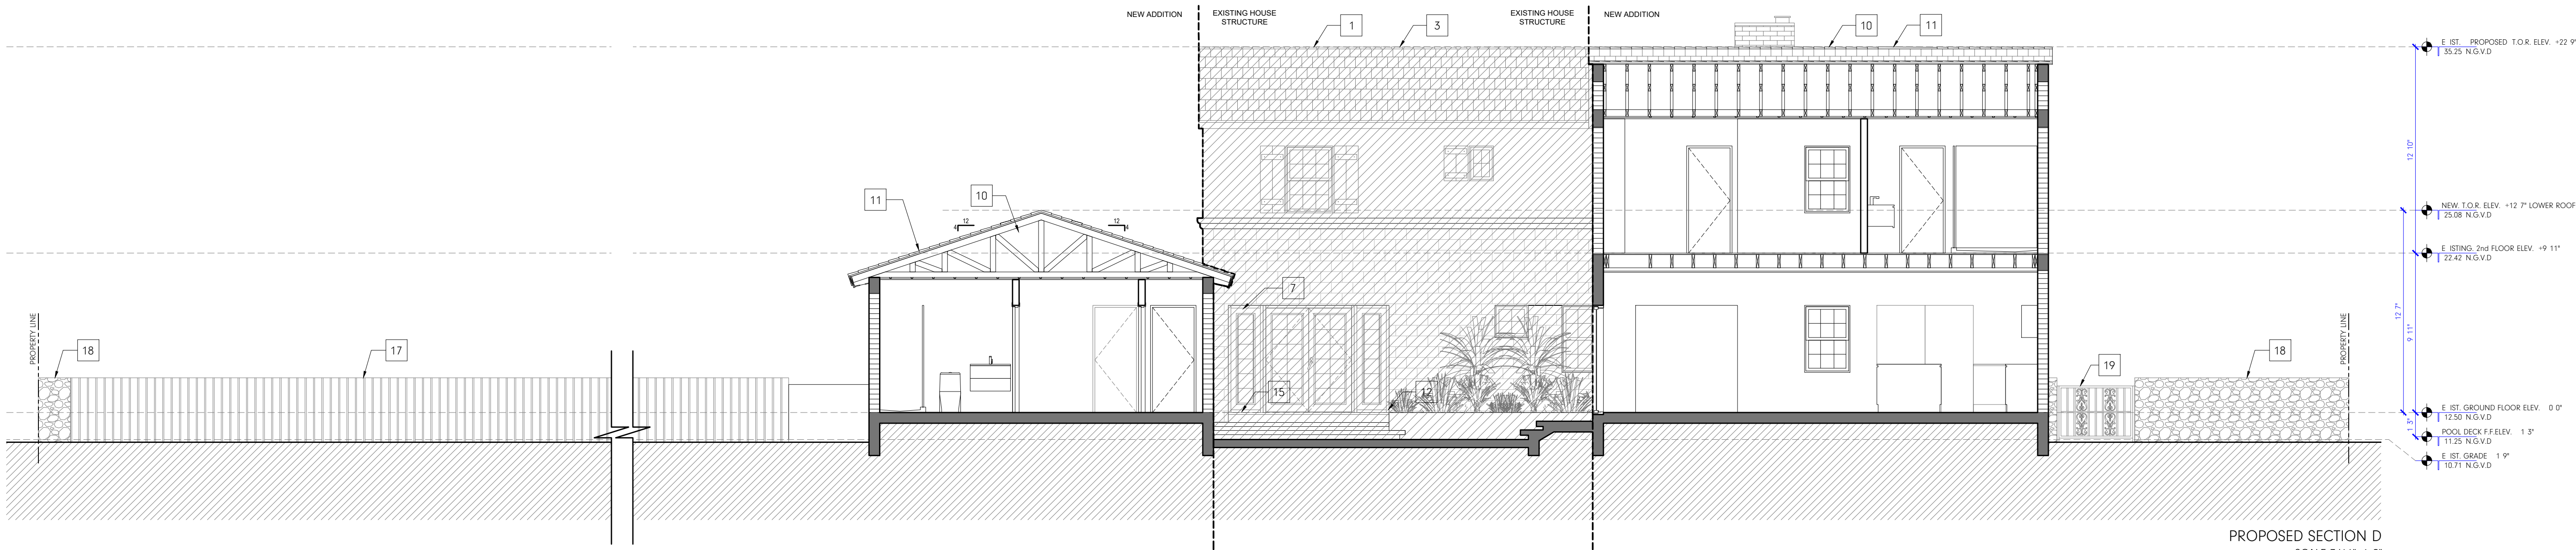 NEW ADDITION
EXISTING HOUSE
STRUCTURE
EXISTING HOUSE
STRUCTURE
NEW ADDITION
1
3
10
11
E IST. PROPOSED T.O.R. ELEV. +22 9"
35.25 N.G.V.D
12 10"
11
10
12
4
12
4
NEW. T.O.R. ELEV. +12 7" LOWER ROOF
25.08 N.G.V.D
E ISTING. 2nd FLOOR ELEV. +9 11"
22.42 N.G.V.D
7
12 7"
9 11"
PROPERTY LINE
18
17
15
12
19
18
PROPERTY LINE
E IST. GROUND FLOOR ELEV. 0 0"
12.50 N.G.V.D
1 3"
POOL DECK F.F.ELEV. 1 3"
11.25 N.G.V.D
E IST. GRADE 1 9"
10.71 N.G.V.D
PROPOSED SECTION D